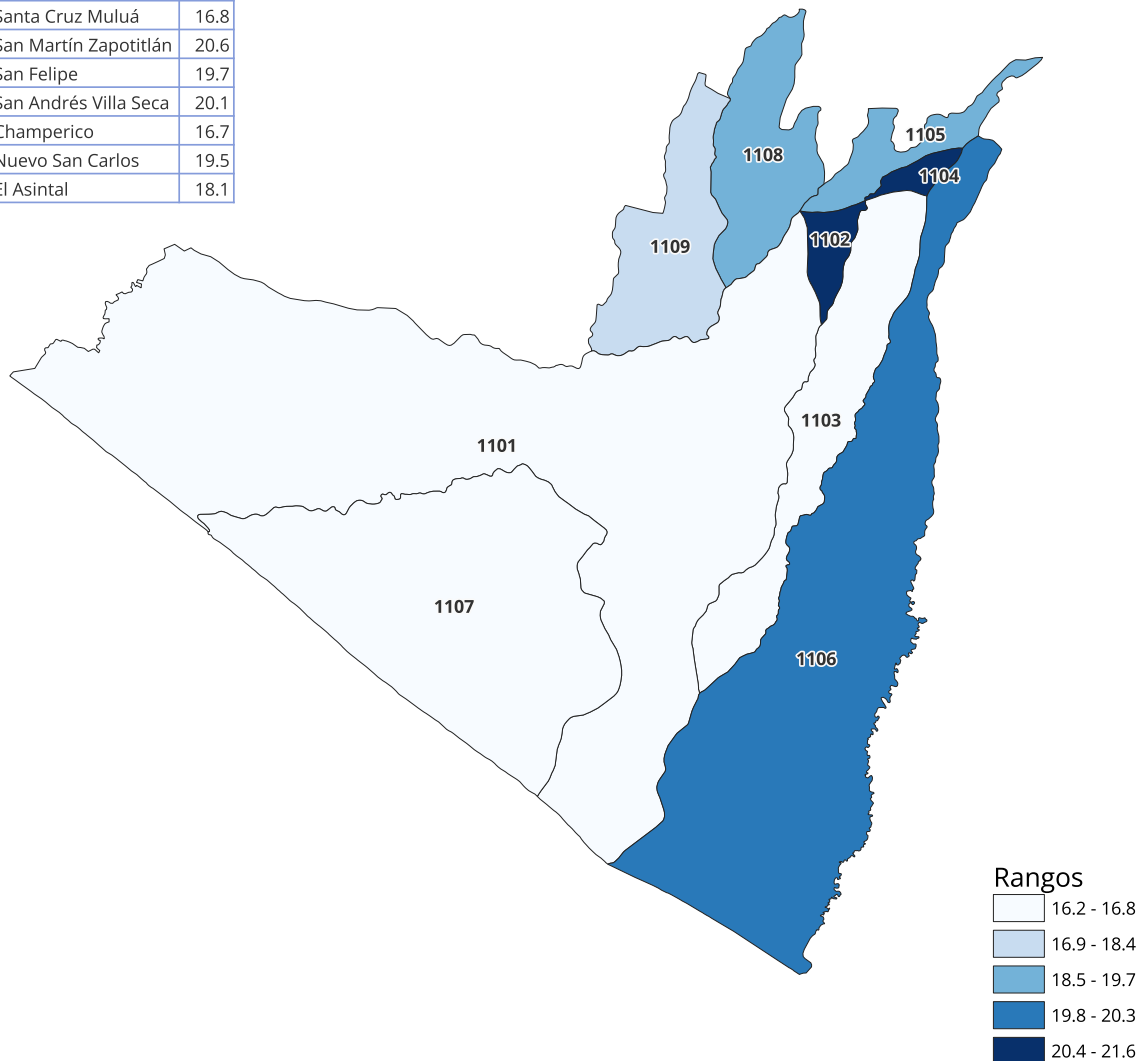 Santa Cruz Muluá 16.8
San Martín Zapotitlán 20.6
San Felipe 19.7
San Andrés Villa Seca 20.1
Champerico 16.7
Nuevo San Carlos 19.5
El Asintal 18.1
1105
1108
1104
1102
1109
1103
1101
1107
1106
Rangos
16.2 - 16.8
16.9 - 18.4
18.5 - 19.7
19.8 - 20.3
20.4 - 21.6